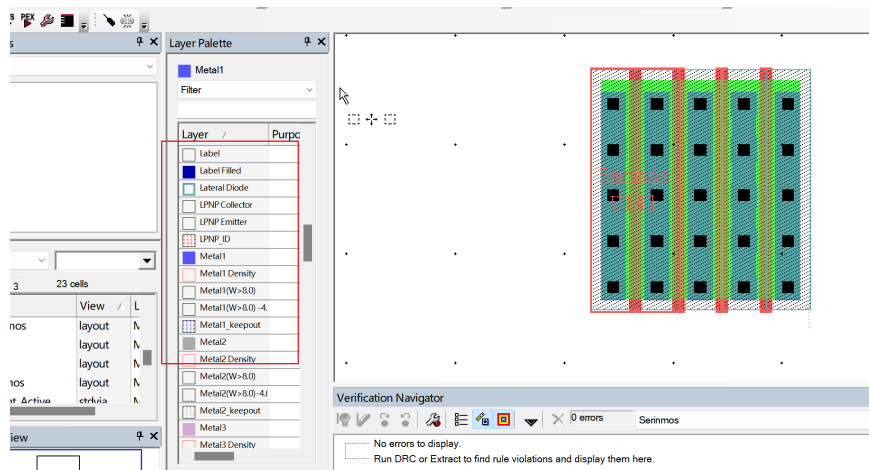 PEX
Layer Palette
Metal1
Filter
Layer
Purpo
Label
Label Filled
Lateral Diode
LPNP Collector
LPNP Emitter
LPNP_ID
Metal1
Metal1 Density
Metal1(W>8.0)
Metal1(W>8.0) -4.
Metal1_keepout
Metal2
Metal2 Density
Metal2(W>8.0)
Metal2(W>8.0)-4.(
Metal2_keepout
Metal3
Metal3 Density
3
23 cells
View
L
nos
layout
layout
layout
nos
layout
nt_Active
stdvia
iew
Verification Navigator
0 errors
Serinmos
No errors to display.
Run DRC or Extract to find rule violations and display them here.